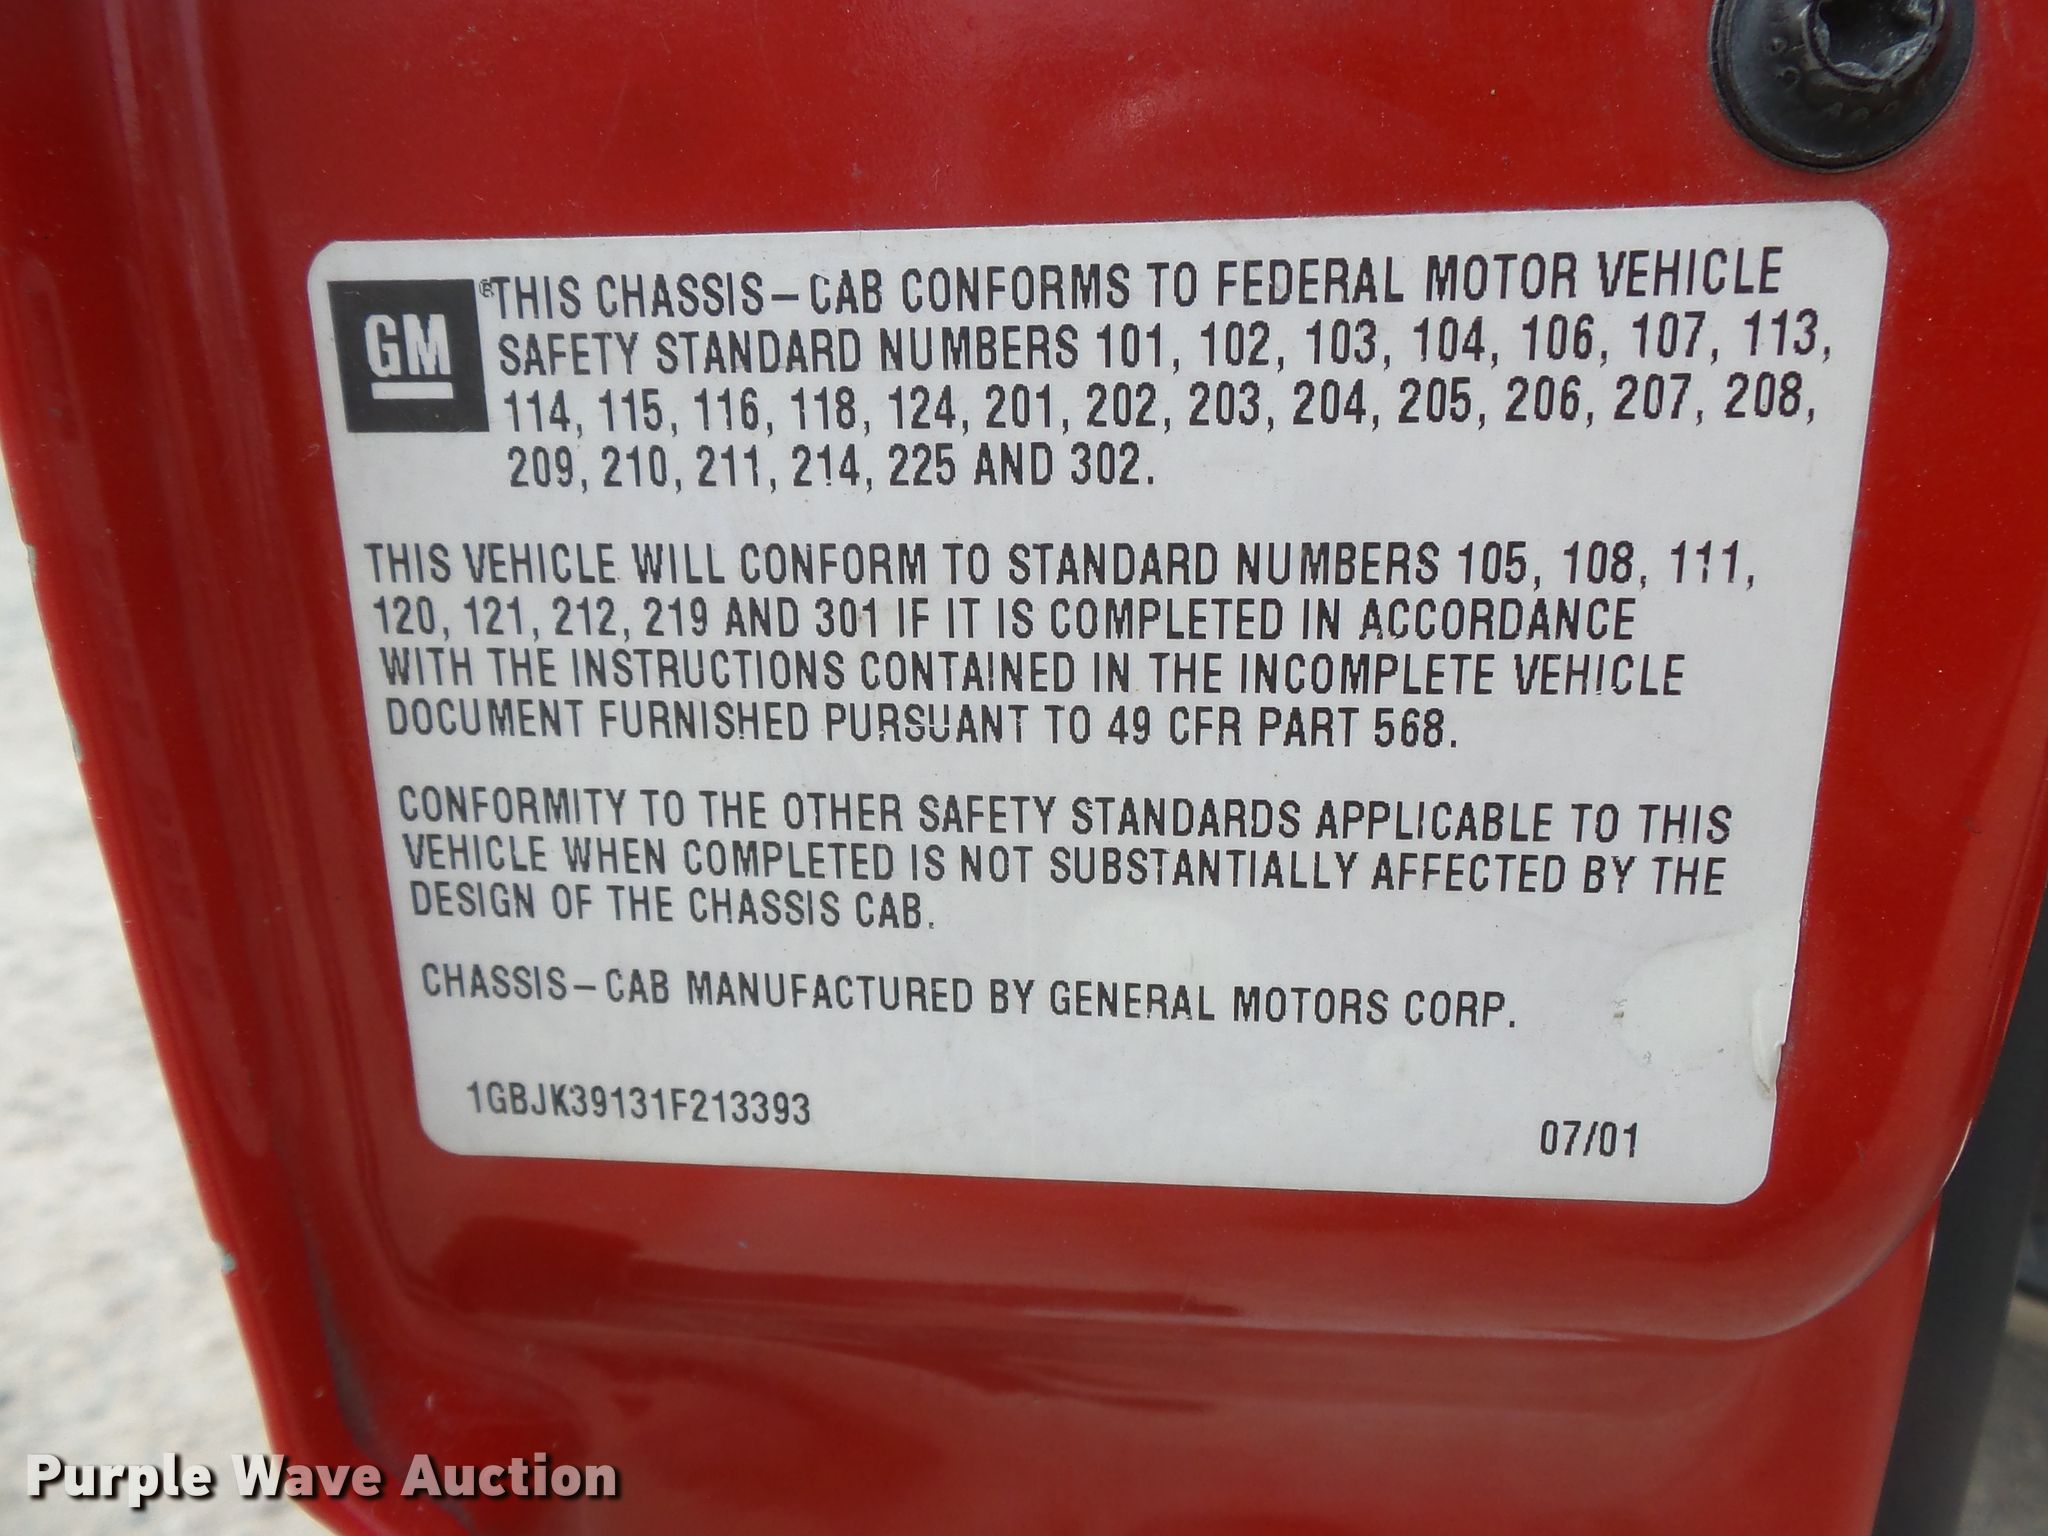 GM
®THIS CHASSIS-CAB CONFORMS TO FEDERAL MOTOR VEHICLE
SAFETY STANDARD NUMBERS 101, 102, 103, 104, 106, 107, 113,
114, 115, 116, 118, 124, 201, 202, 203, 204, 205, 206, 207, 208,
209, 210, 211, 214, 225 AND 302.
THIS VEHICLE WILL CONFORM TO STANDARD NUMBERS 105, 108, 111,
120, 121, 212, 219 AND 301 IF IT IS COMPLETED IN ACCORDANCE
WITH THE INSTRUCTIONS CONTAINED IN THE INCOMPLETE VEHICLE
DOCUMENT FURNISHED PURSUANT TO 49 CFR PART 568.
CONFORMITY TO THE OTHER SAFETY STANDARDS APPLICABLE TO THIS
VEHICLE WHEN COMPLETED IS NOT SUBSTANTIALLY AFFECTED BY THE
DESIGN OF THE CHASSIS CAB.
CHASSIS-CAB MANUFACTURED BY GENERAL MOTORS CORP.
1GBJK39131F213393
07/01
Purple Wave Auction